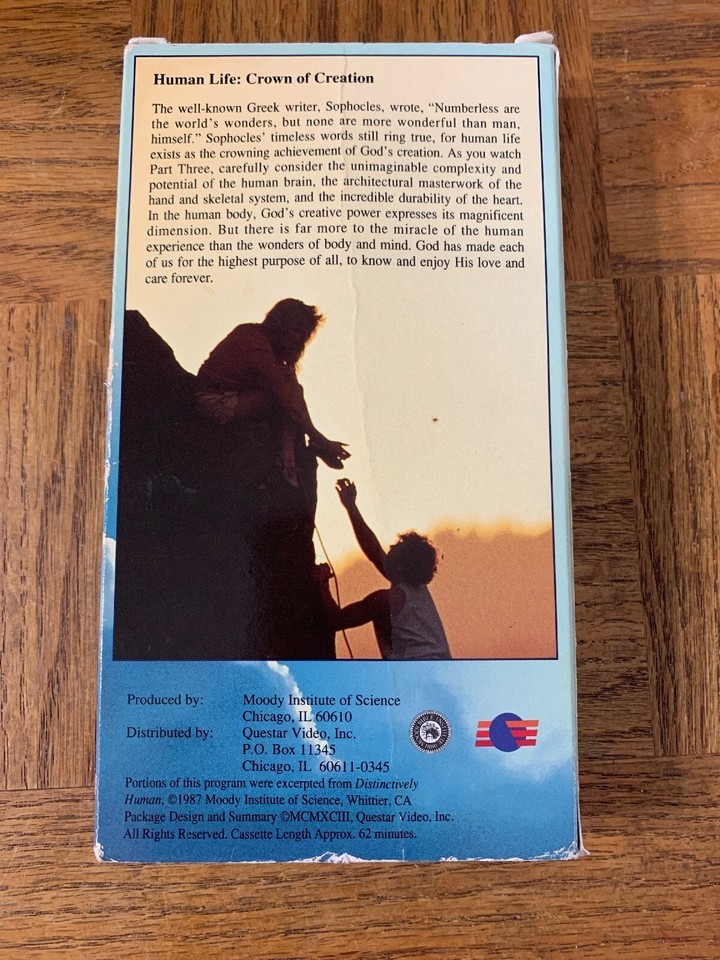 Human Life: Crown of Creation
The well-known Greek writer, Sophocles, wrote, “Numberless are
the world’s wonders, but none are more wonderful than man,
himself.” Sophocles’ timeless words still ring true, for human life
exists as the crowning achievement of God’s creation. As you watch
Part Three, carefully consider the unimaginable complexity and
potential of the human brain, the architectural masterwork of the
hand and skeletal system, and the incredible durability of the heart.
In the human body, God’s creative power expresses its magnificent
dimension. But there is far more to the miracle of the human
experience than the wonders of body and mind. God has made each
of us for the highest purpose of all, to know and enjoy His love and
care forever.
Produced by: Moody Institute of Science
Chicago, IL 60610
Distributed by: Questar Video, Inc.
P.O. Box 11345
Chicago, IL 60611-0345
Portions of this program were excerpted from Distinctively
Human, ©1987 Moody Institute of Science, Whittier, CA
Package Design and Summary ©MCMXCIII, Questar Video, Inc.
All Rights Reserved. Cassette Length Approx. 62 minutes.